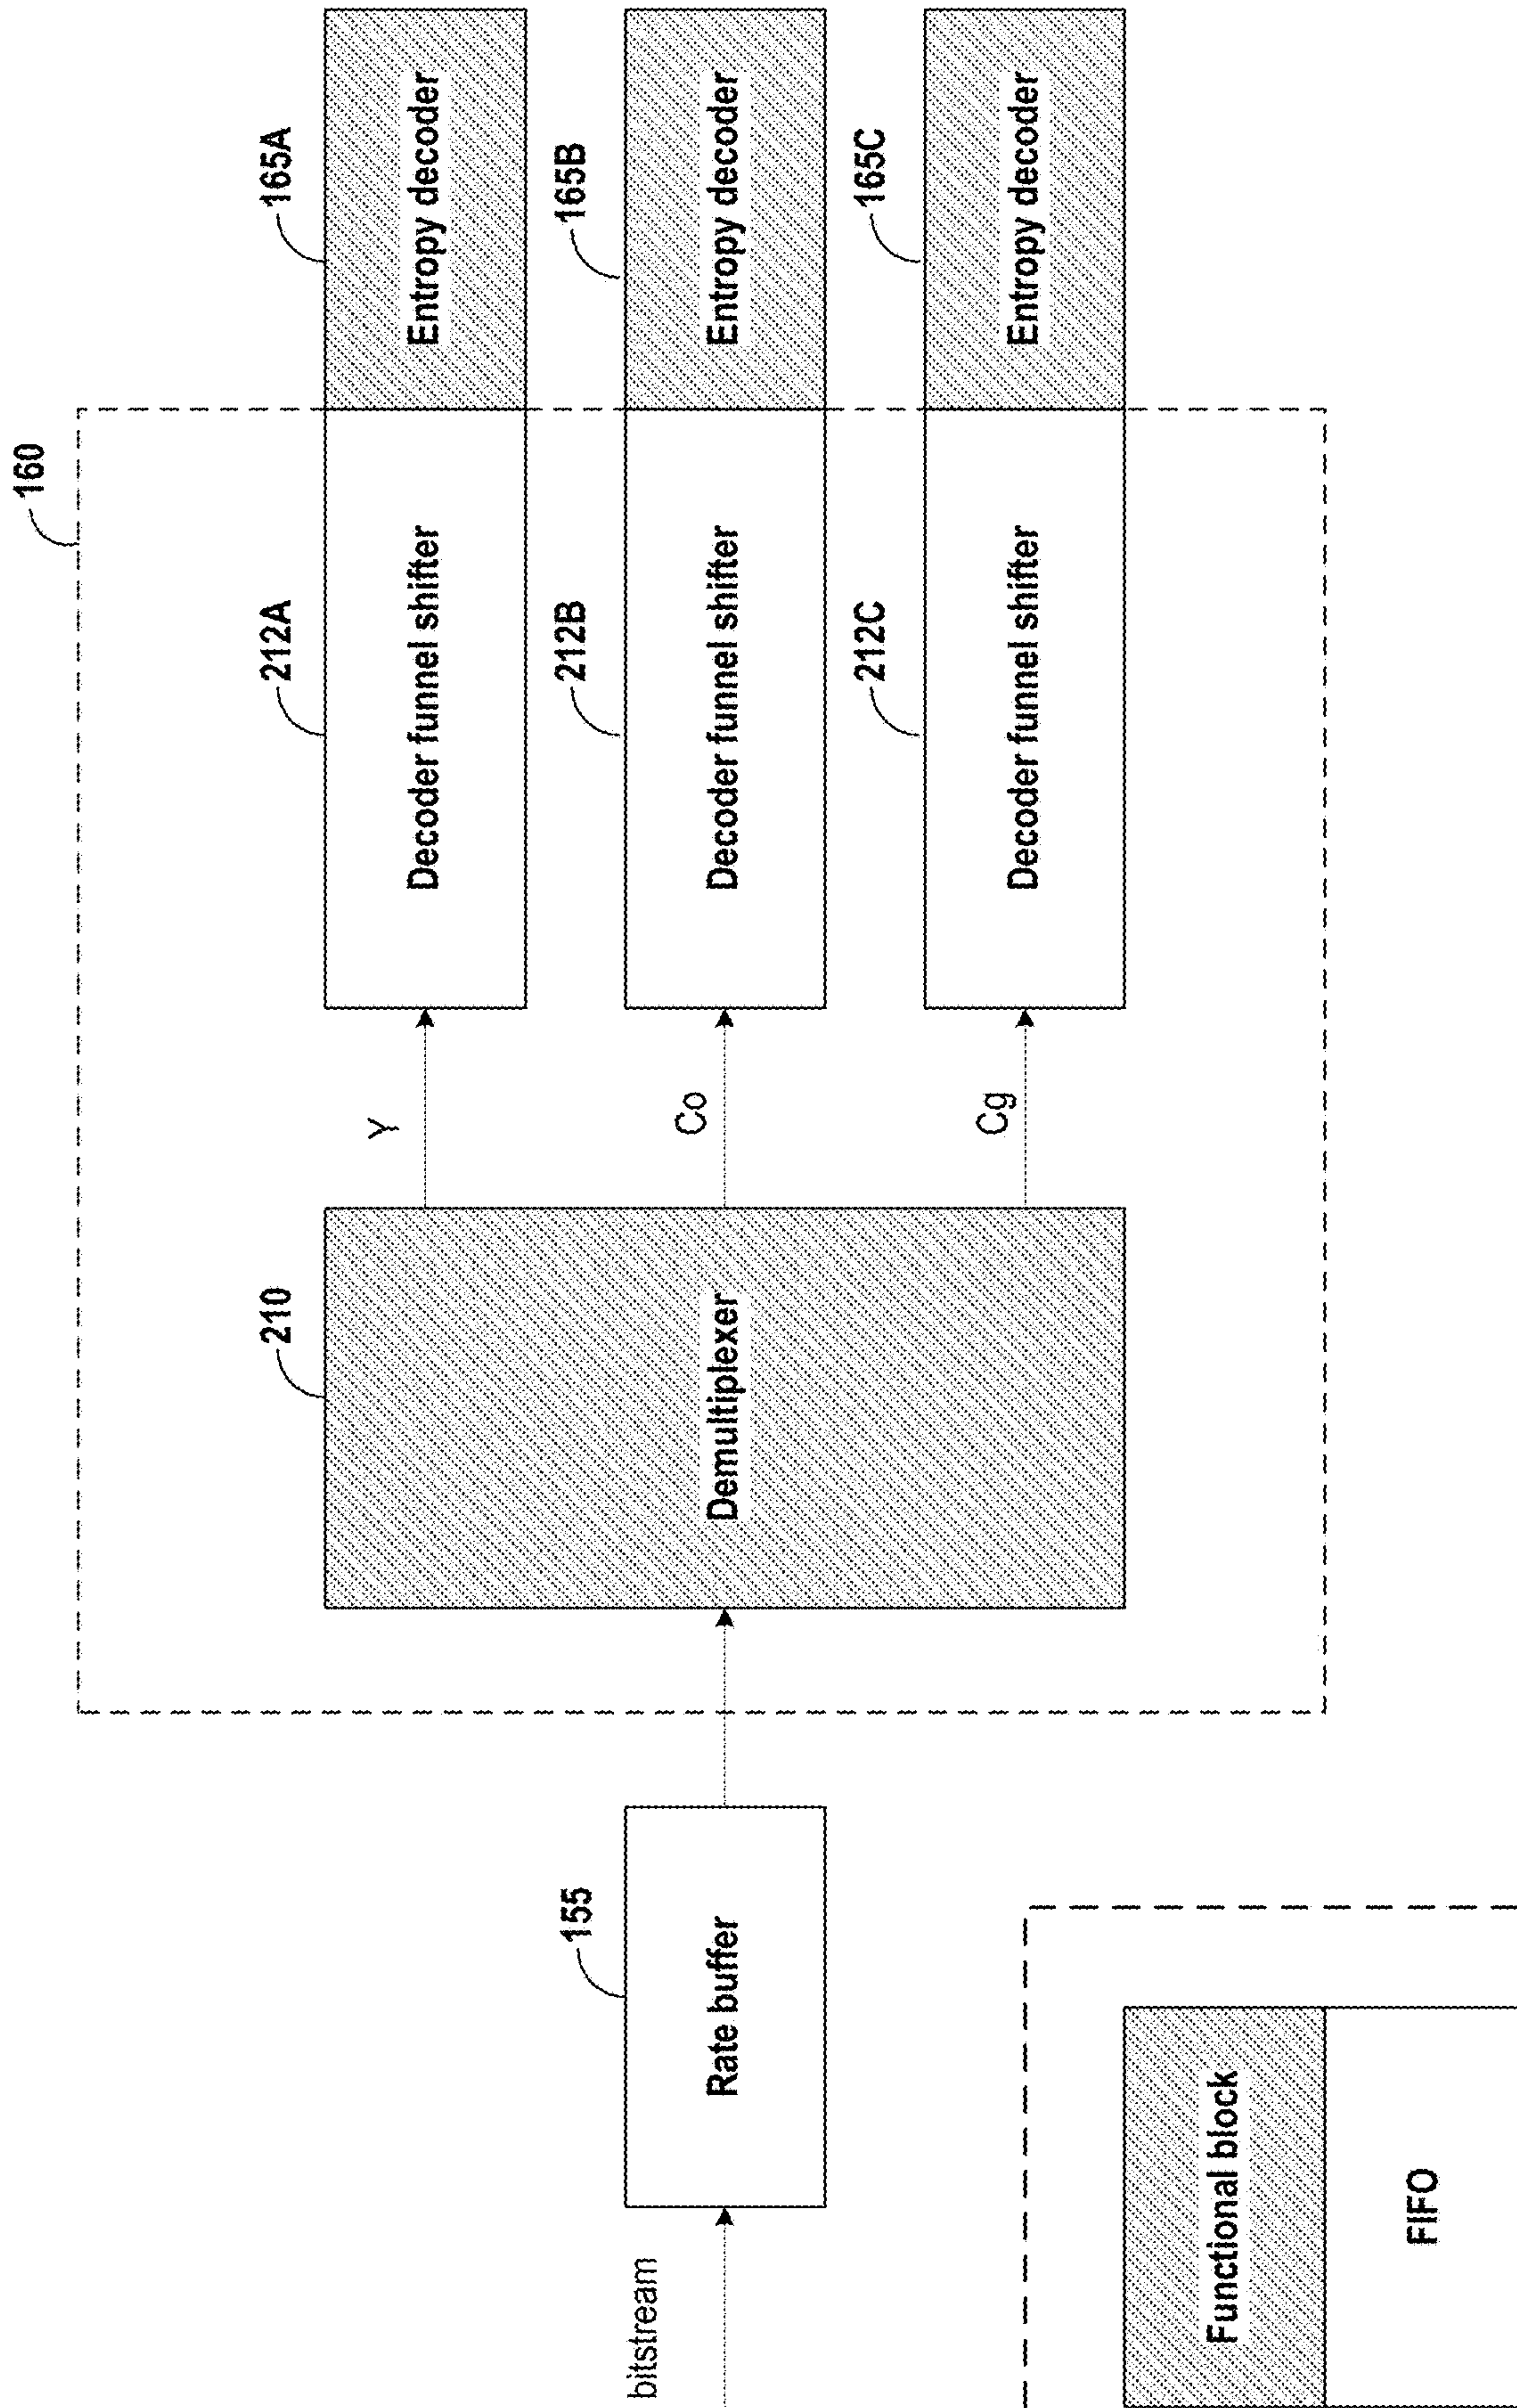 160
212A
165A
Decoder funnel shifter
Entropy decoder
210
Y
212B
165B
155
Co
Decoder funnel shifter
Entropy decoder
bitstream
Rate buffer
Demultiplexer
212C
165C
Cg
Decoder funnel shifter
Entropy decoder
Functional block
FIFO